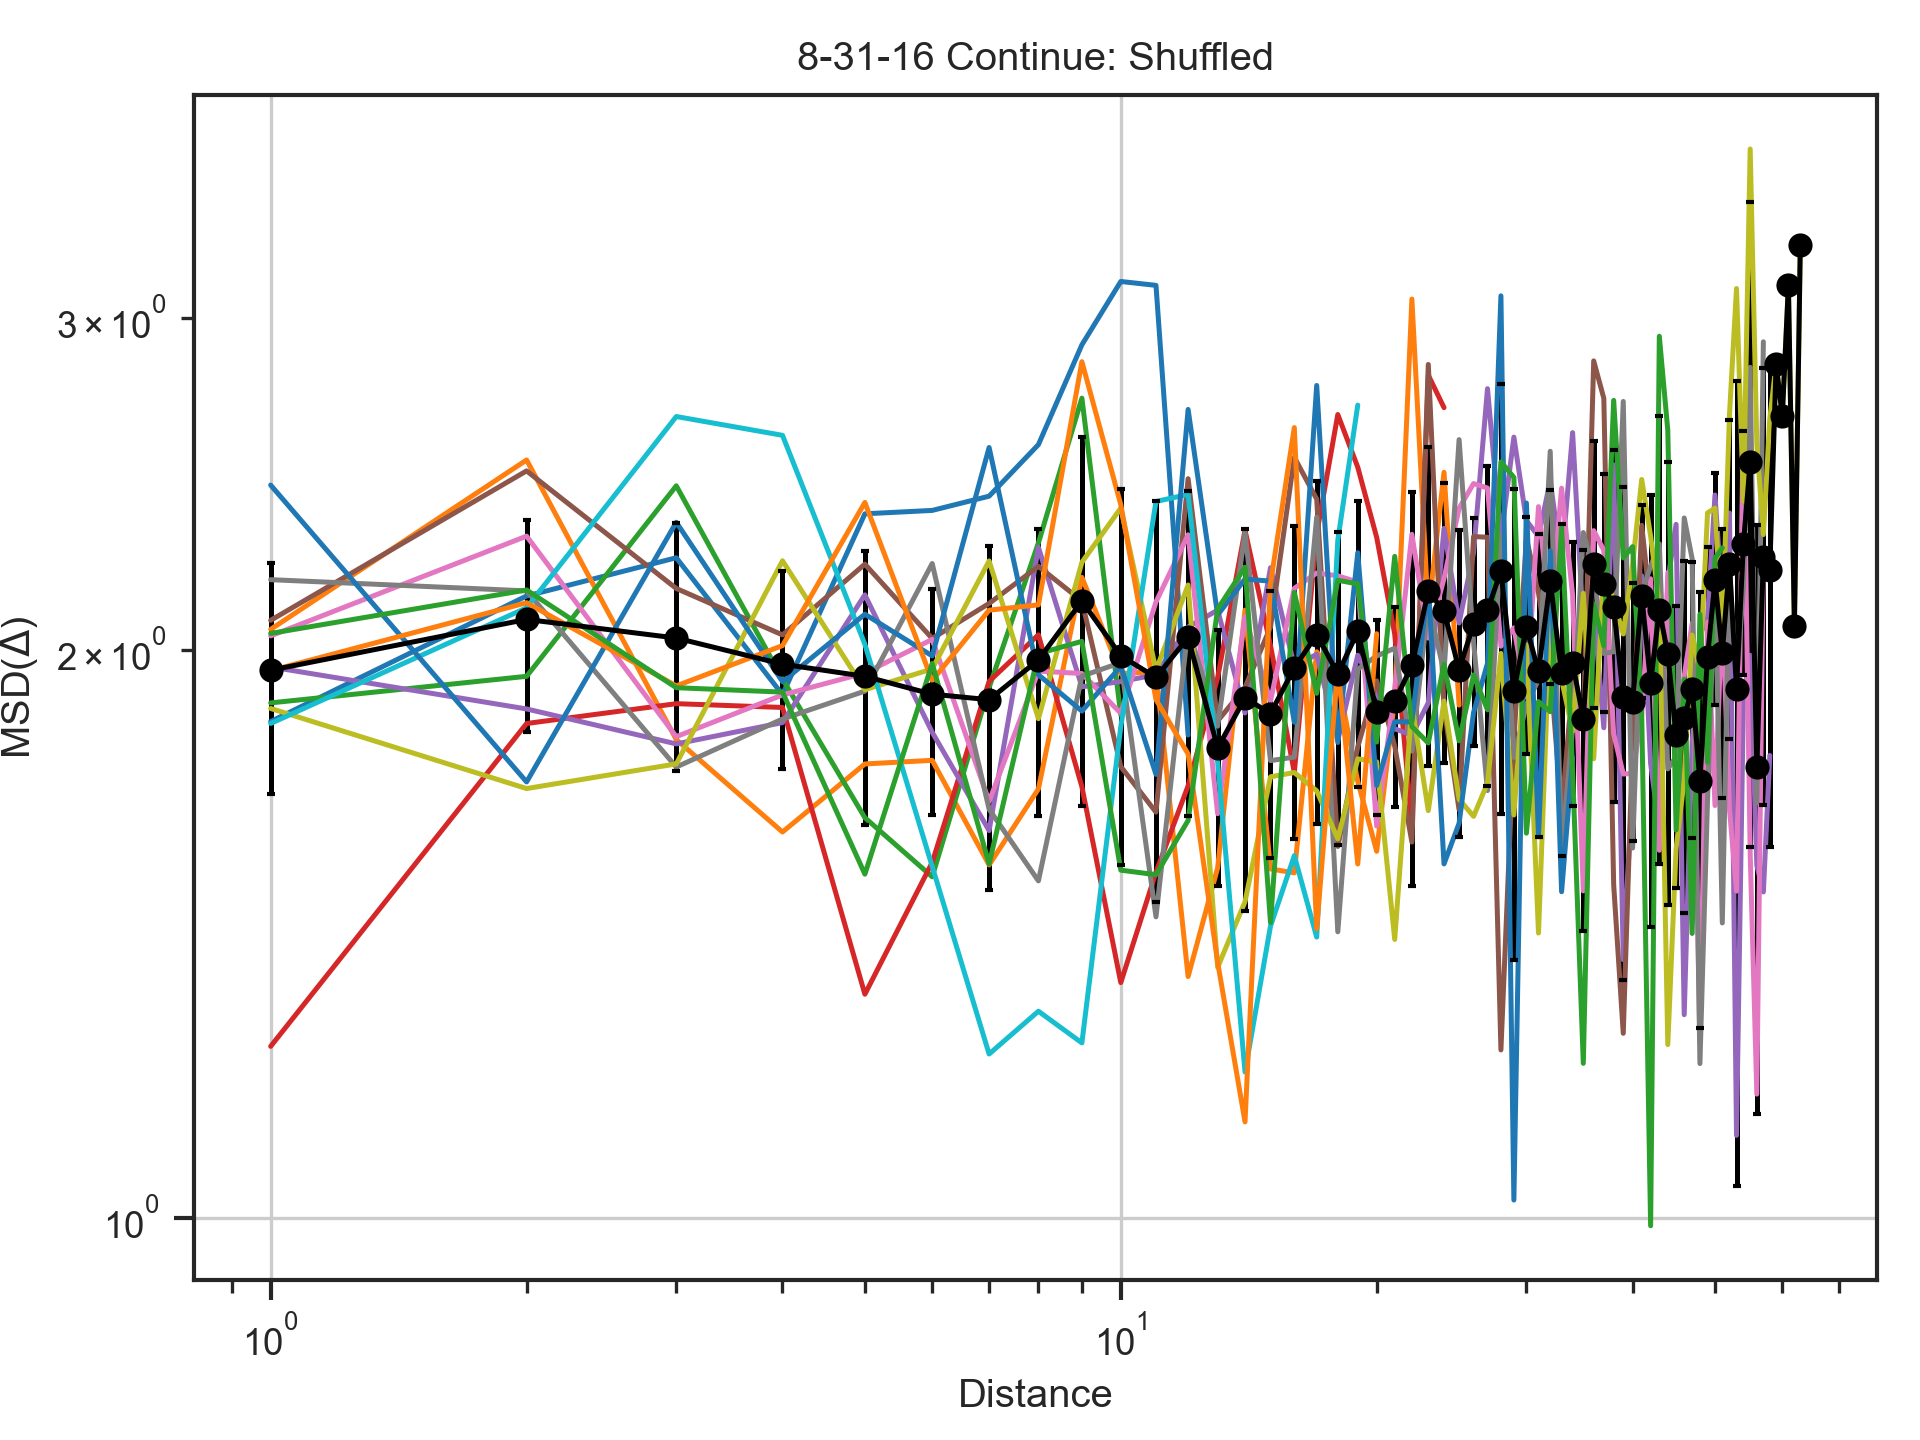 8-31-16 Continue: Shuffled
MSD(Δ)
3 × 10⁰
2 × 10⁰
10⁰
10⁰
10¹
Distance